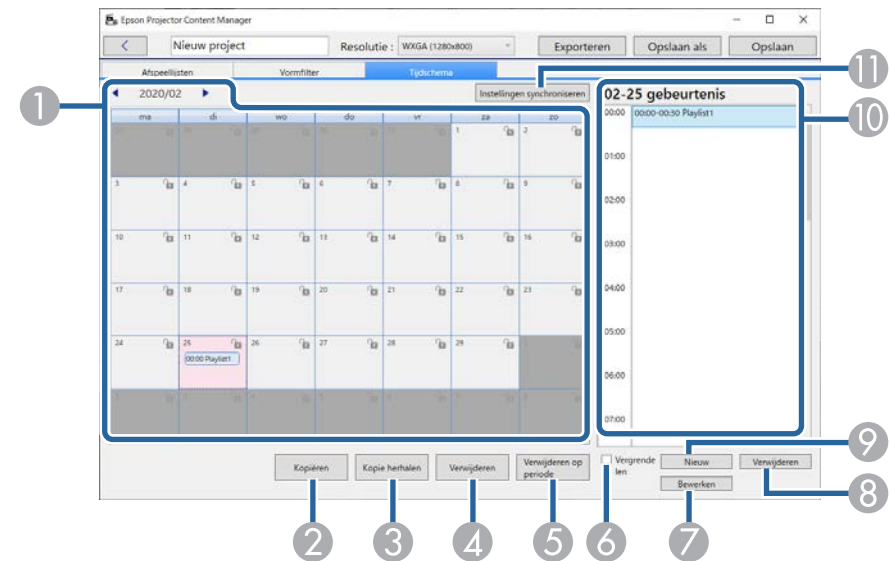 Epson Projector Content Manager
Nieuw project Resolutie : WXGA (1280x800) Exporteren Opslaan als Opslaan
Afspeellijsten Vormfilter Tijdschema
2020/02 Instellingen synchroniseren
ma di wo do vr za zo
1 2
3 4 5 6 7 8 9
10 11 12 13 14 15 16
17 18 19 20 21 22 23
24 25 26 27 28 29
00:00 Playlist1
02-25 gebeurtenis
00:00 00:00-00:30 Playlist1
01:00
02:00
03:00
04:00
05:00
06:00
07:00
Kopiëren Kopie herhalen Verwijderen Verwijderen op
periode
Vergrende
len
Nieuw Verwijderen
Bewerken
1
2
3
4
5
6
7
8
9
10
11